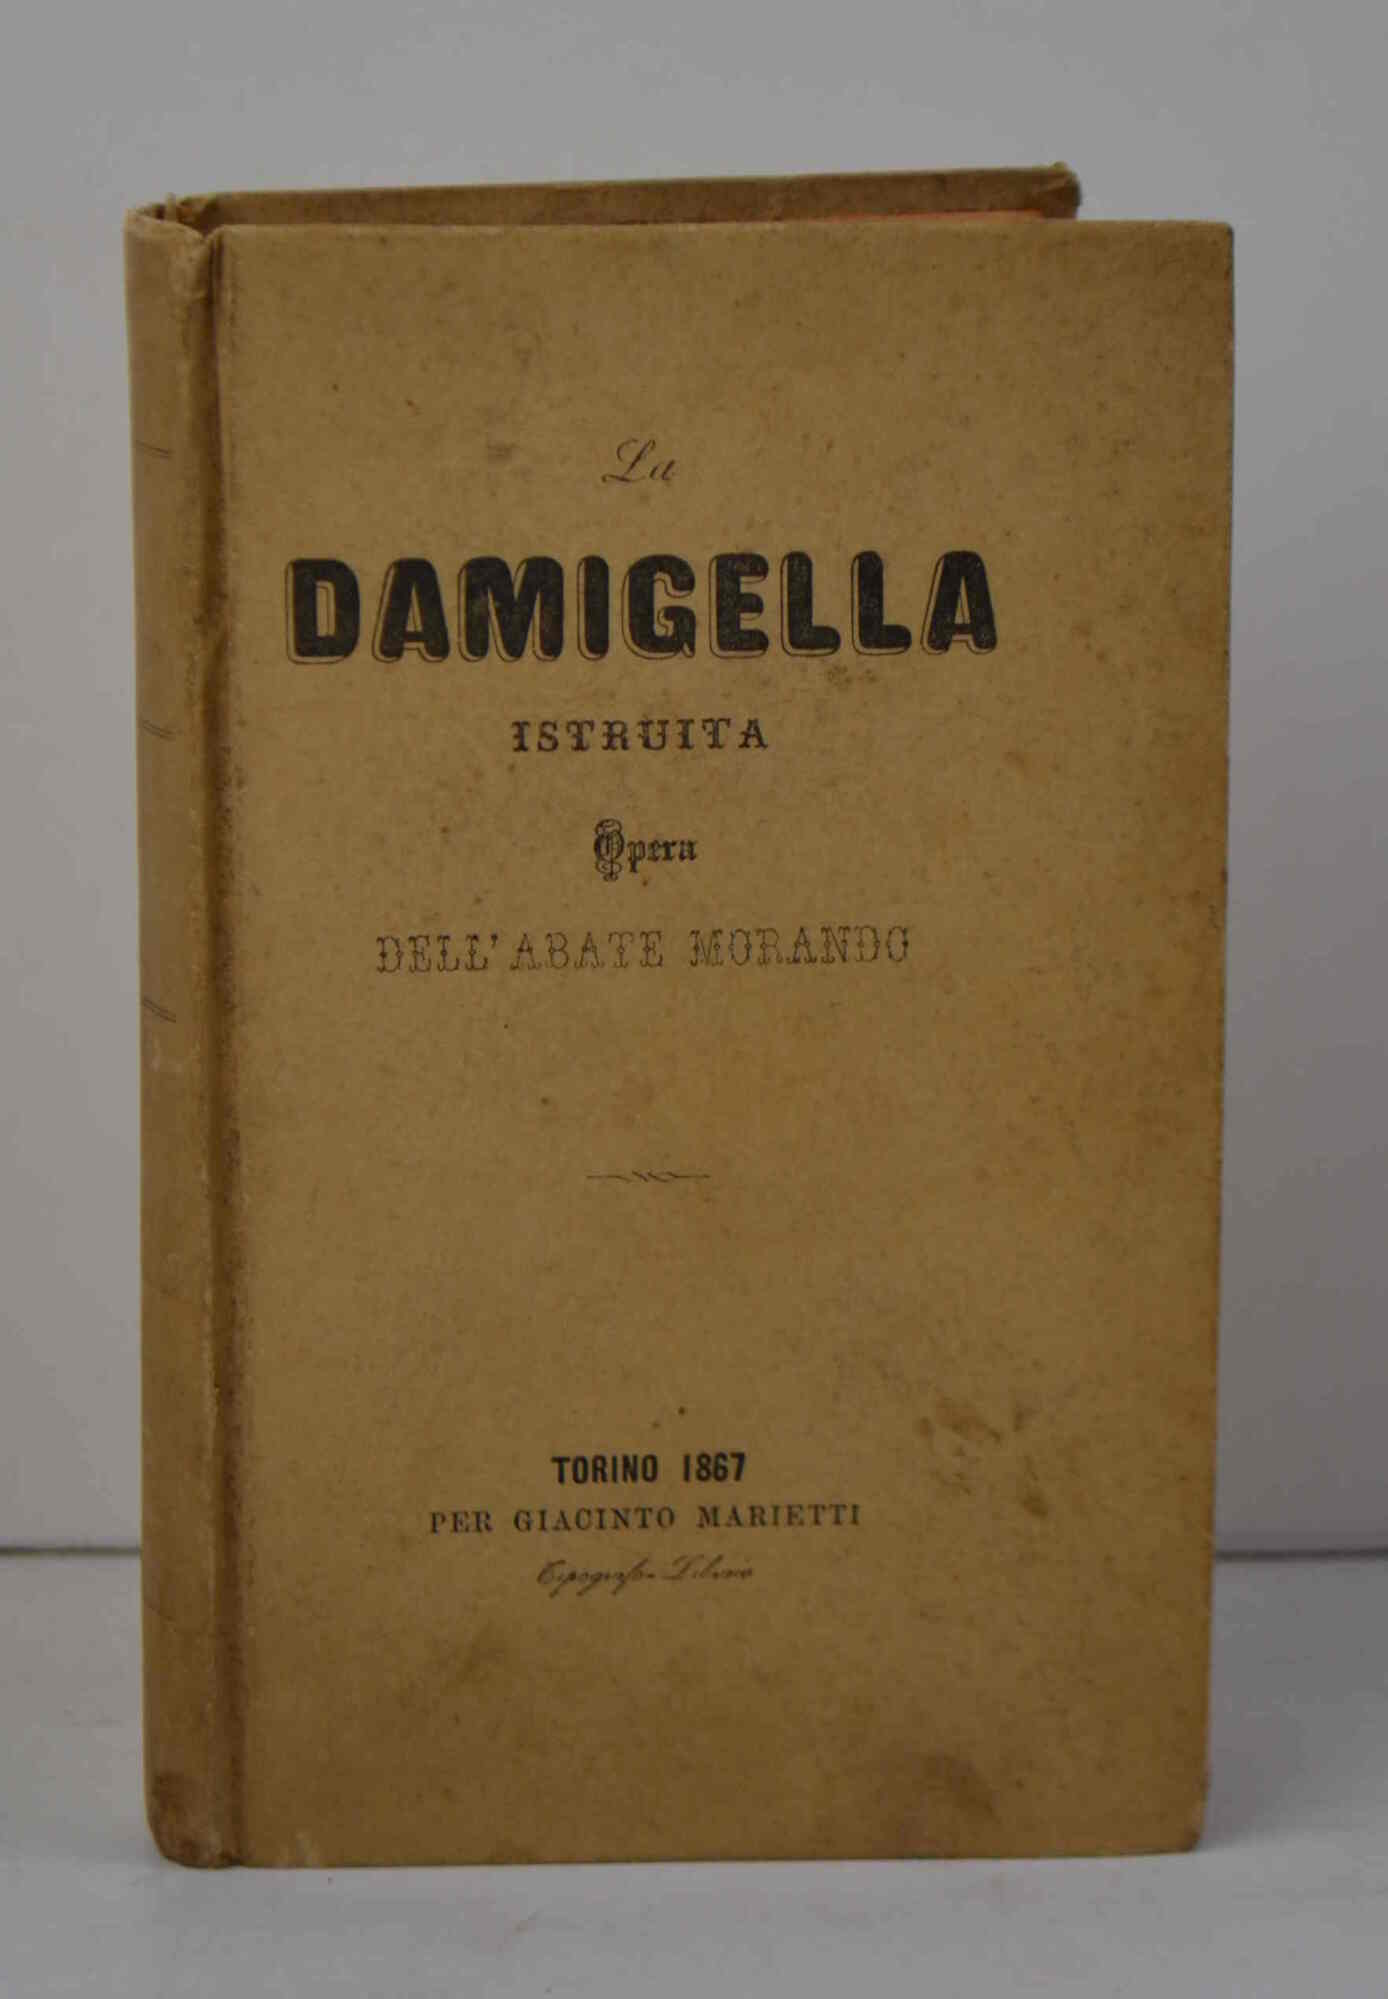 La
DAMIGELLA
ISTRUITA
Opera
DELL'ABATE MORANDO
TORINO 1867
PER GIACINTO MARIETTI
Tipografo-Libraio